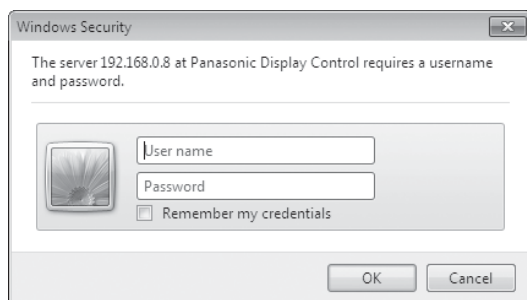 Windows Security
The server 192.168.0.8 at Panasonic Display Control requires a username
and password.
User name
Password
Remember my credentials
OK
Cancel